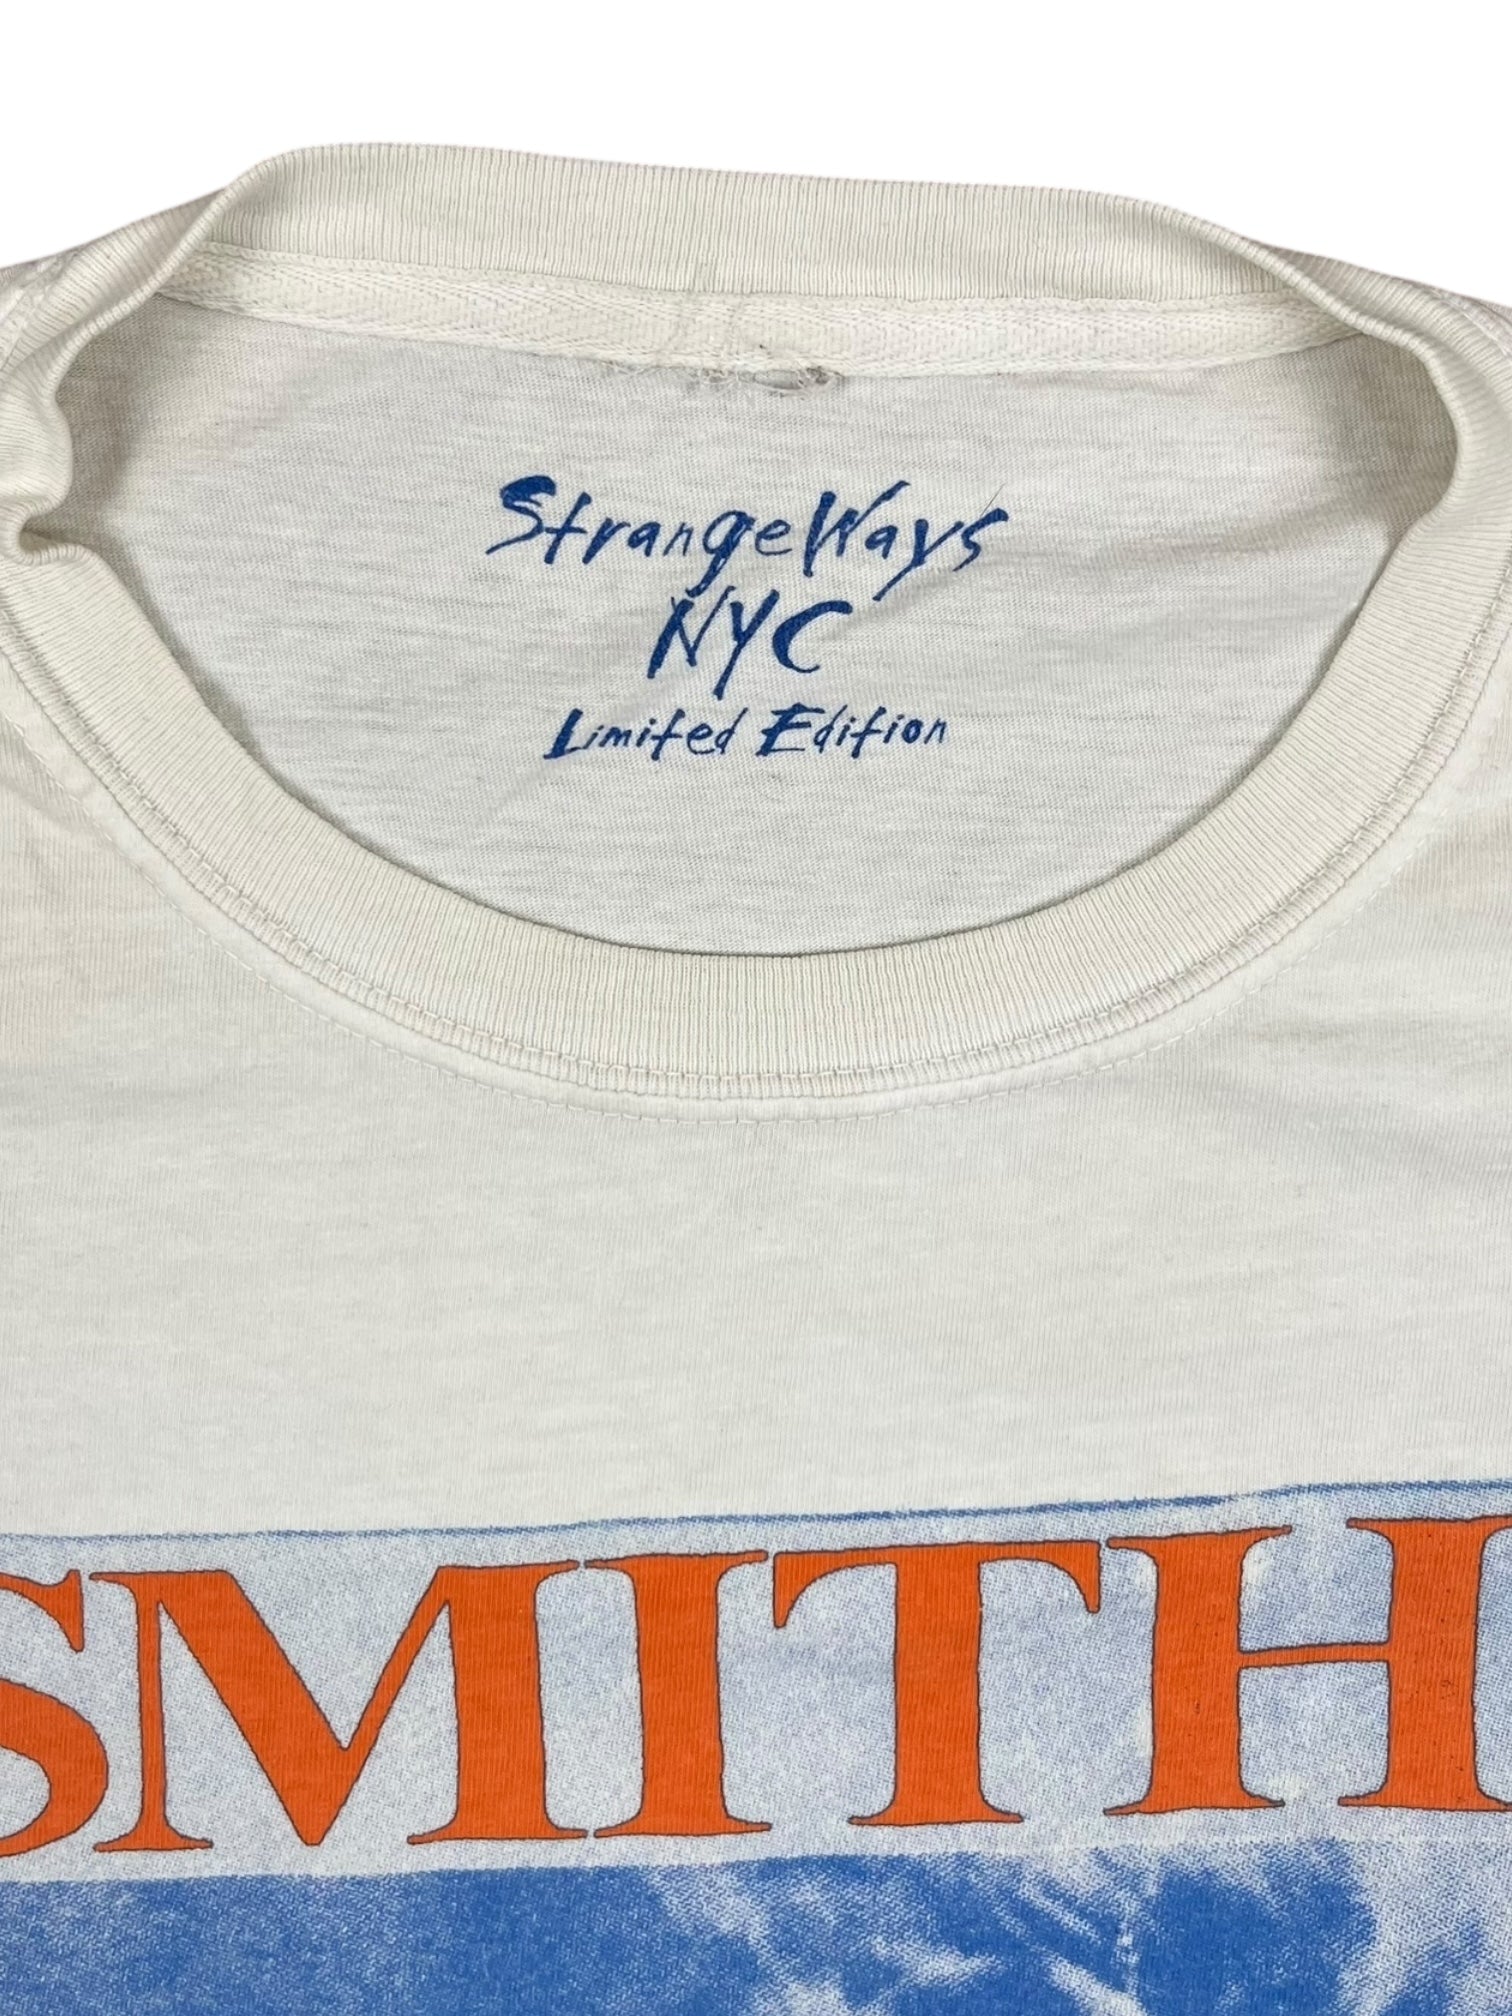 StrangeWays
NYC
Limited Edition
SMITH